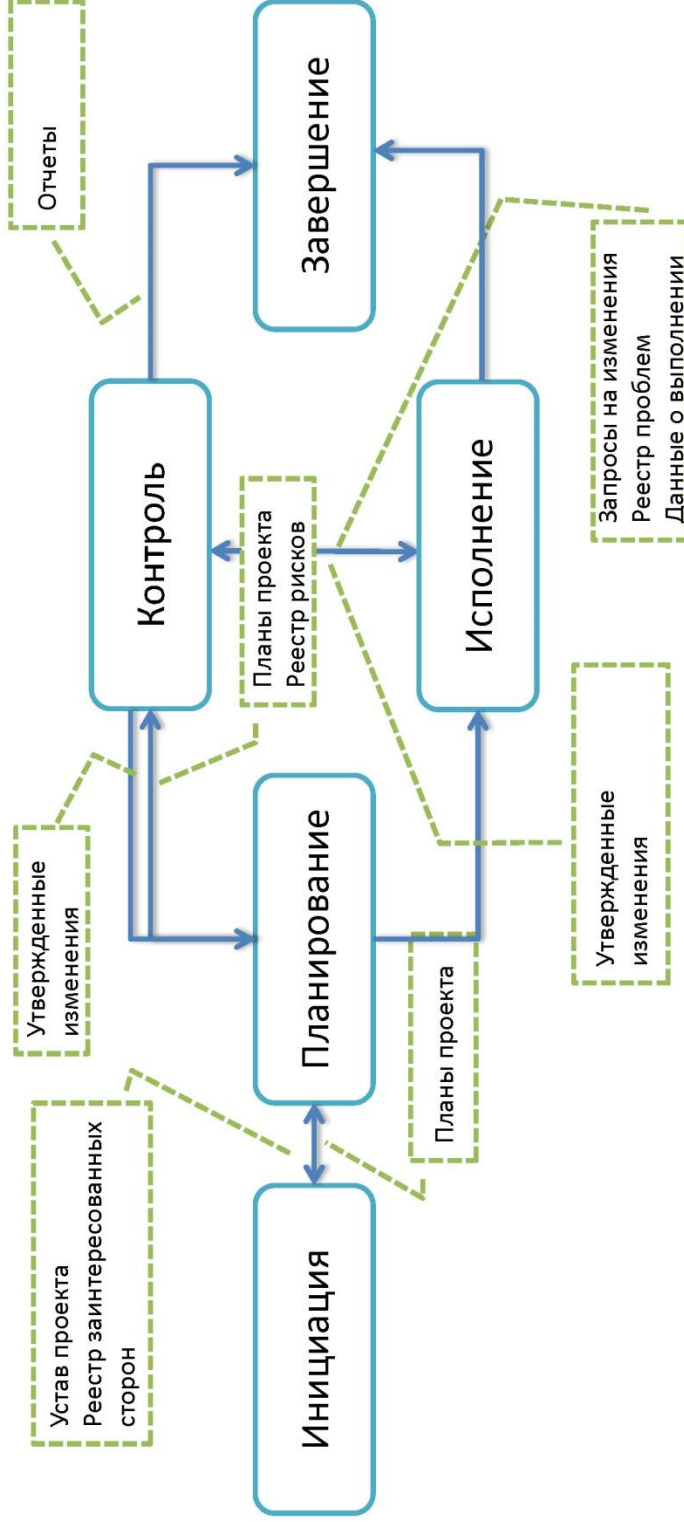 Устав проекта
Реестр заинтересованных
сторон
Утвержденные
изменения
Отчеты
Контроль
Планы проекта
Реестр рисков
Инициация
Планирование
Завершение
Планы проекта
Исполнение
Утвержденные
изменения
Запросы на изменения
Реестр проблем
Данные о выполнении